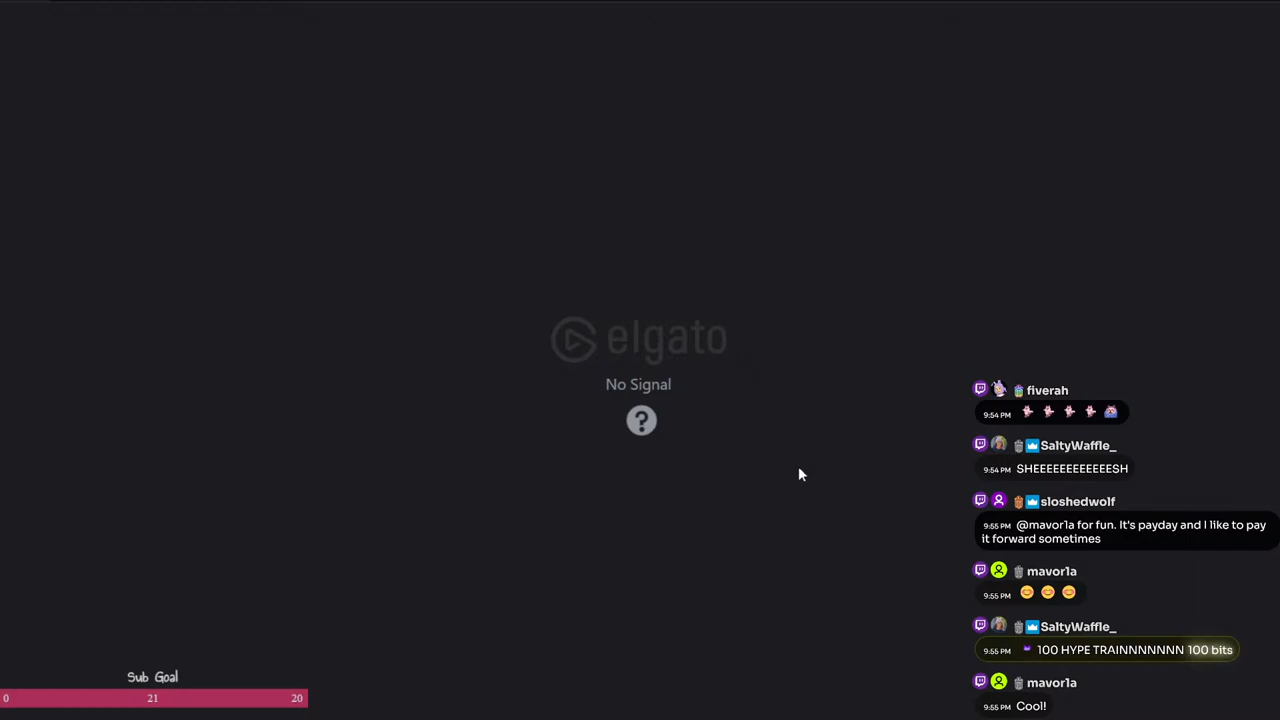 elgato
No Signal
?
fiverah
9:54 PM
SaltyWaffle_
9:54 PM SHEEEEEEEEEEEESH
sloshedwolf
9:55 PM @mavor1a for fun. It's payday and I like to pay
it forward sometimes
mavor1a
9:55 PM
SaltyWaffle_
9:55 PM 100 HYPE TRAINNNNNNN 100 bits
mavor1a
9:55 PM Cool!
Sub Goal
0 21 20